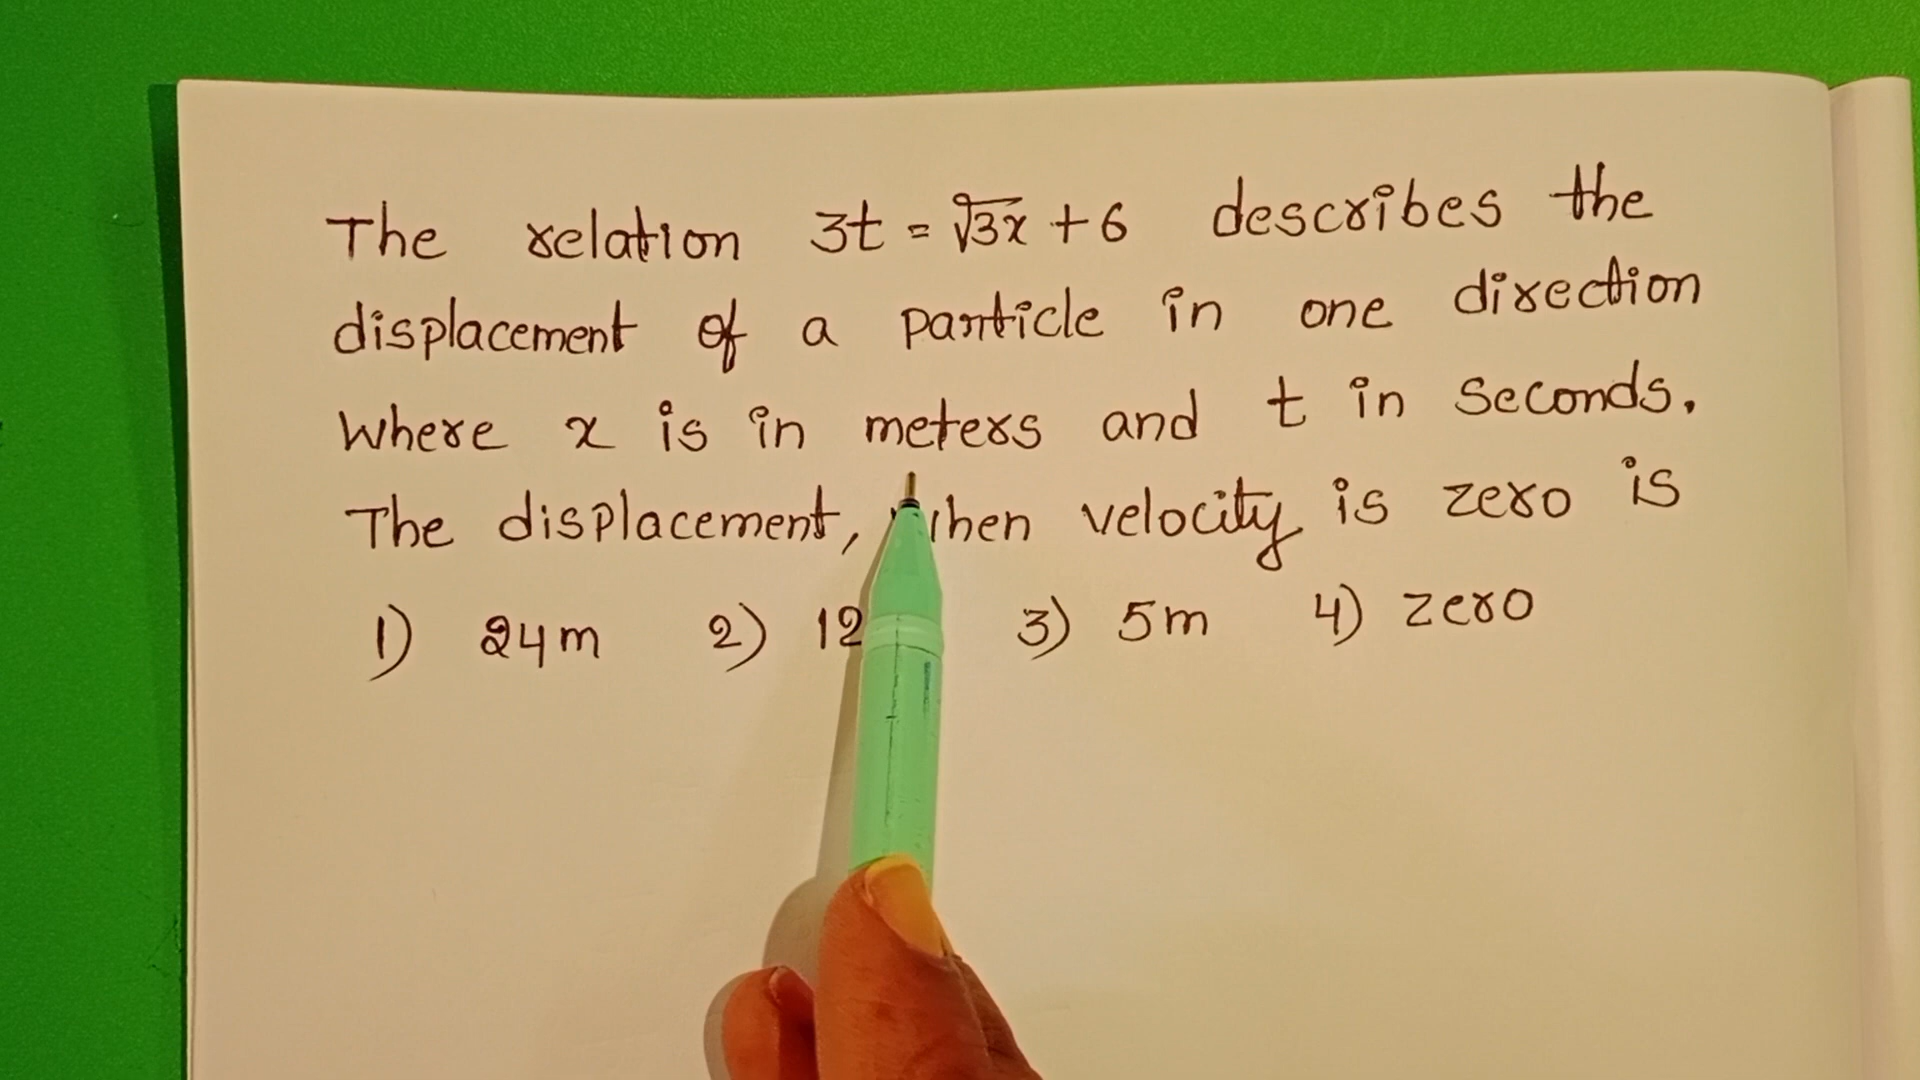 The relation 3t = √3x + 6 describes the
displacement of a particle in one direction
where x is in meters and t in seconds.
The displacement, when velocity is zero is
1) 24m 2) 12 3) 5m 4) zero